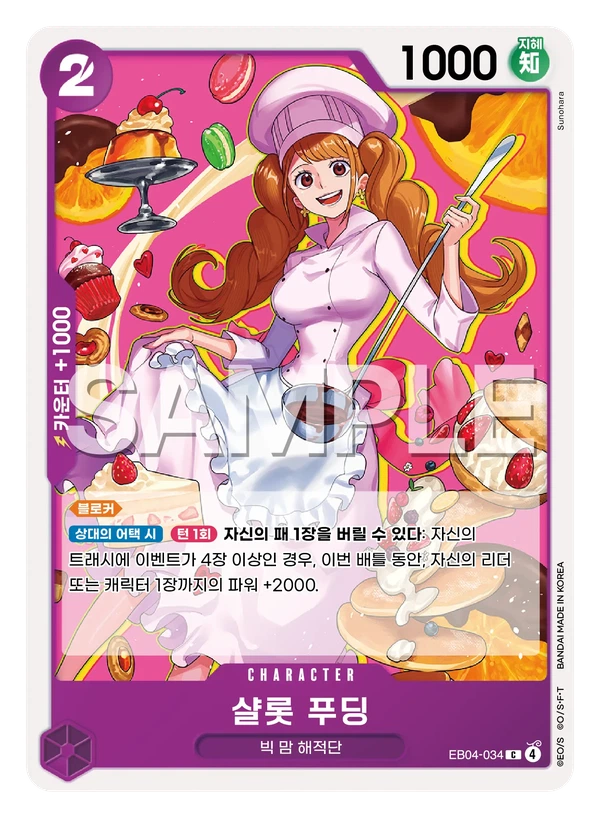 2
1000
지혜
知
Sunohara
카운터 +1000
SAMPLE
블로커
상대의 어택 시 턴 1회 자신의 패 1장을 버릴 수 있다: 자신의
트래시에 이벤트가 4장 이상인 경우, 이번 배틀 동안, 자신의 리더
또는 캐릭터 1장까지의 파워 +2000.
CHARACTER
샬롯 푸딩
빅 맘 해적단
EB04-034 C 4
©EO/S ©O/S·F·T BANDAI MADE IN KOREA